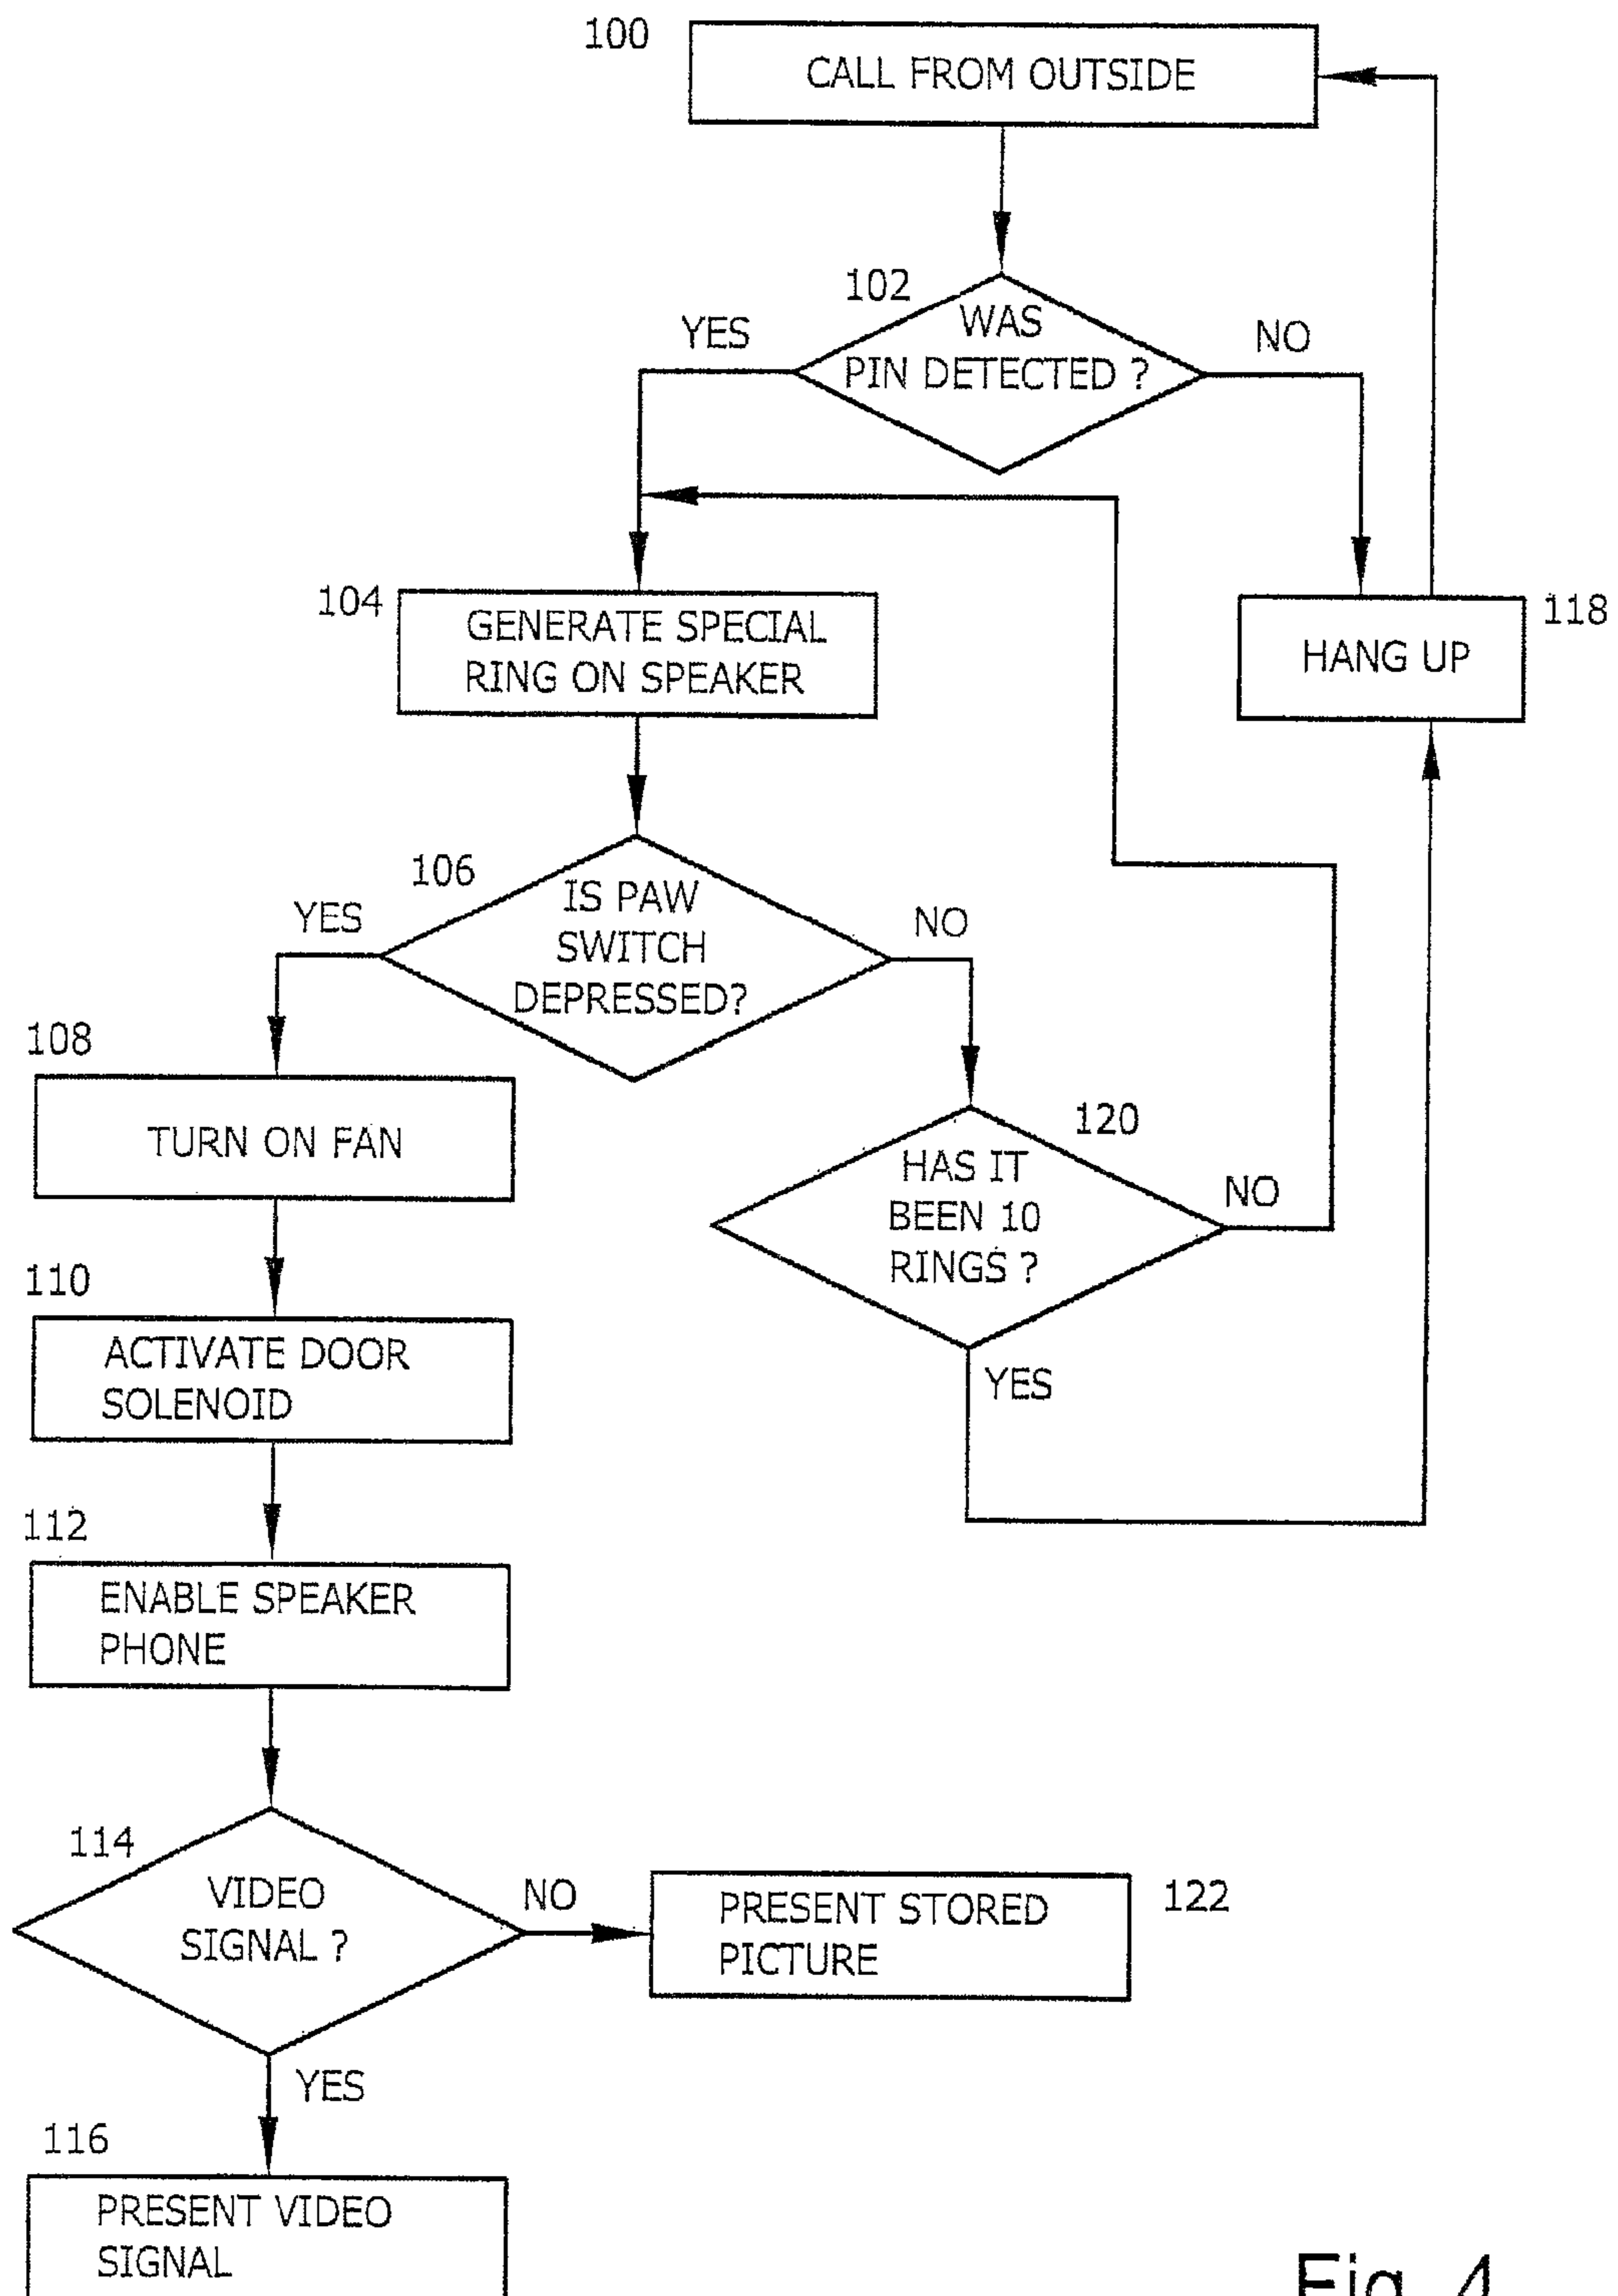 100
CALL FROM OUTSIDE
102
WAS
PIN DETECTED ?
YES
NO
104
GENERATE SPECIAL
RING ON SPEAKER
118
HANG UP
106
IS PAW
SWITCH
DEPRESSED?
YES
NO
108
TURN ON FAN
120
HAS IT
BEEN 10
RINGS ?
NO
YES
110
ACTIVATE DOOR
SOLENOID
112
ENABLE SPEAKER
PHONE
114
VIDEO
SIGNAL ?
NO
122
PRESENT STORED
PICTURE
YES
116
PRESENT VIDEO
SIGNAL
Fig. 4